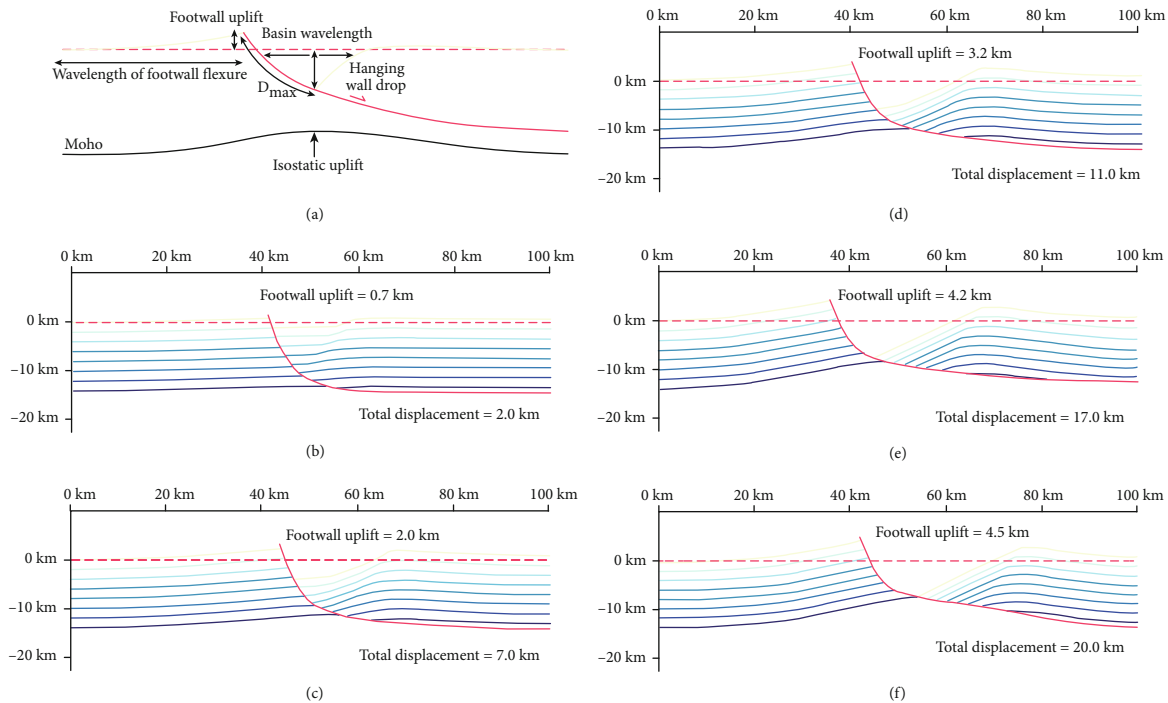 Footwall uplift
Basin wavelength
Wavelength of footwall flexure
Dmax
Hanging
wall drop
Moho
Isostatic uplift
(a)
0 km 20 km 40 km 60 km 80 km 100 km
Footwall uplift = 0.7 km
0 km
–10 km
–20 km
Total displacement = 2.0 km
(b)
0 km 20 km 40 km 60 km 80 km 100 km
Footwall uplift = 2.0 km
0 km
–10 km
–20 km
Total displacement = 7.0 km
(c)
0 km 20 km 40 km 60 km 80 km 100 km
Footwall uplift = 3.2 km
0 km
–10 km
–20 km
Total displacement = 11.0 km
(d)
0 km 20 km 40 km 60 km 80 km 100 km
Footwall uplift = 4.2 km
0 km
–10 km
–20 km
Total displacement = 17.0 km
(e)
0 km 20 km 40 km 60 km 80 km 100 km
Footwall uplift = 4.5 km
0 km
–10 km
–20 km
Total displacement = 20.0 km
(f)